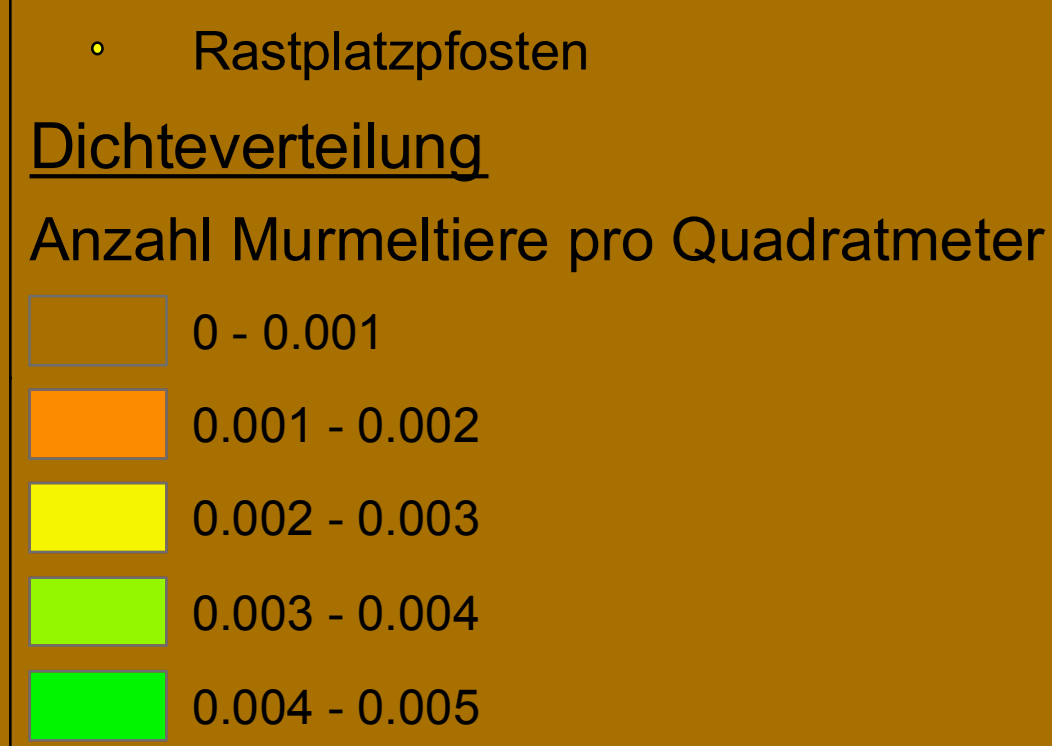 Rastplatzpfosten
Dichteverteilung
Anzahl Murmeltiere pro Quadratmeter
0 - 0.001
0.001 - 0.002
0.002 - 0.003
0.003 - 0.004
0.004 - 0.005